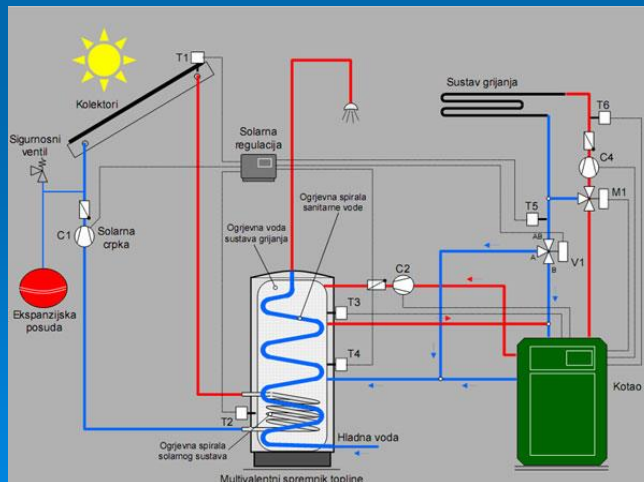 T1
Kolektori
Sigurnosni
ventil
C1
Solarna
crpka
Ekspanzijska
posuda
Solarna
regulacija
Ogrjevna voda
sustava grijanja
Ogrjevna spirala
sanitarne vode
C2
T3
T4
T2
Ogrjevna spirala
solarnog sustava
Hladna voda
Multivalentni spremnik topline
Sustav grijanja
T6
C4
M1
T5
AB
A
B
V1
Kotao